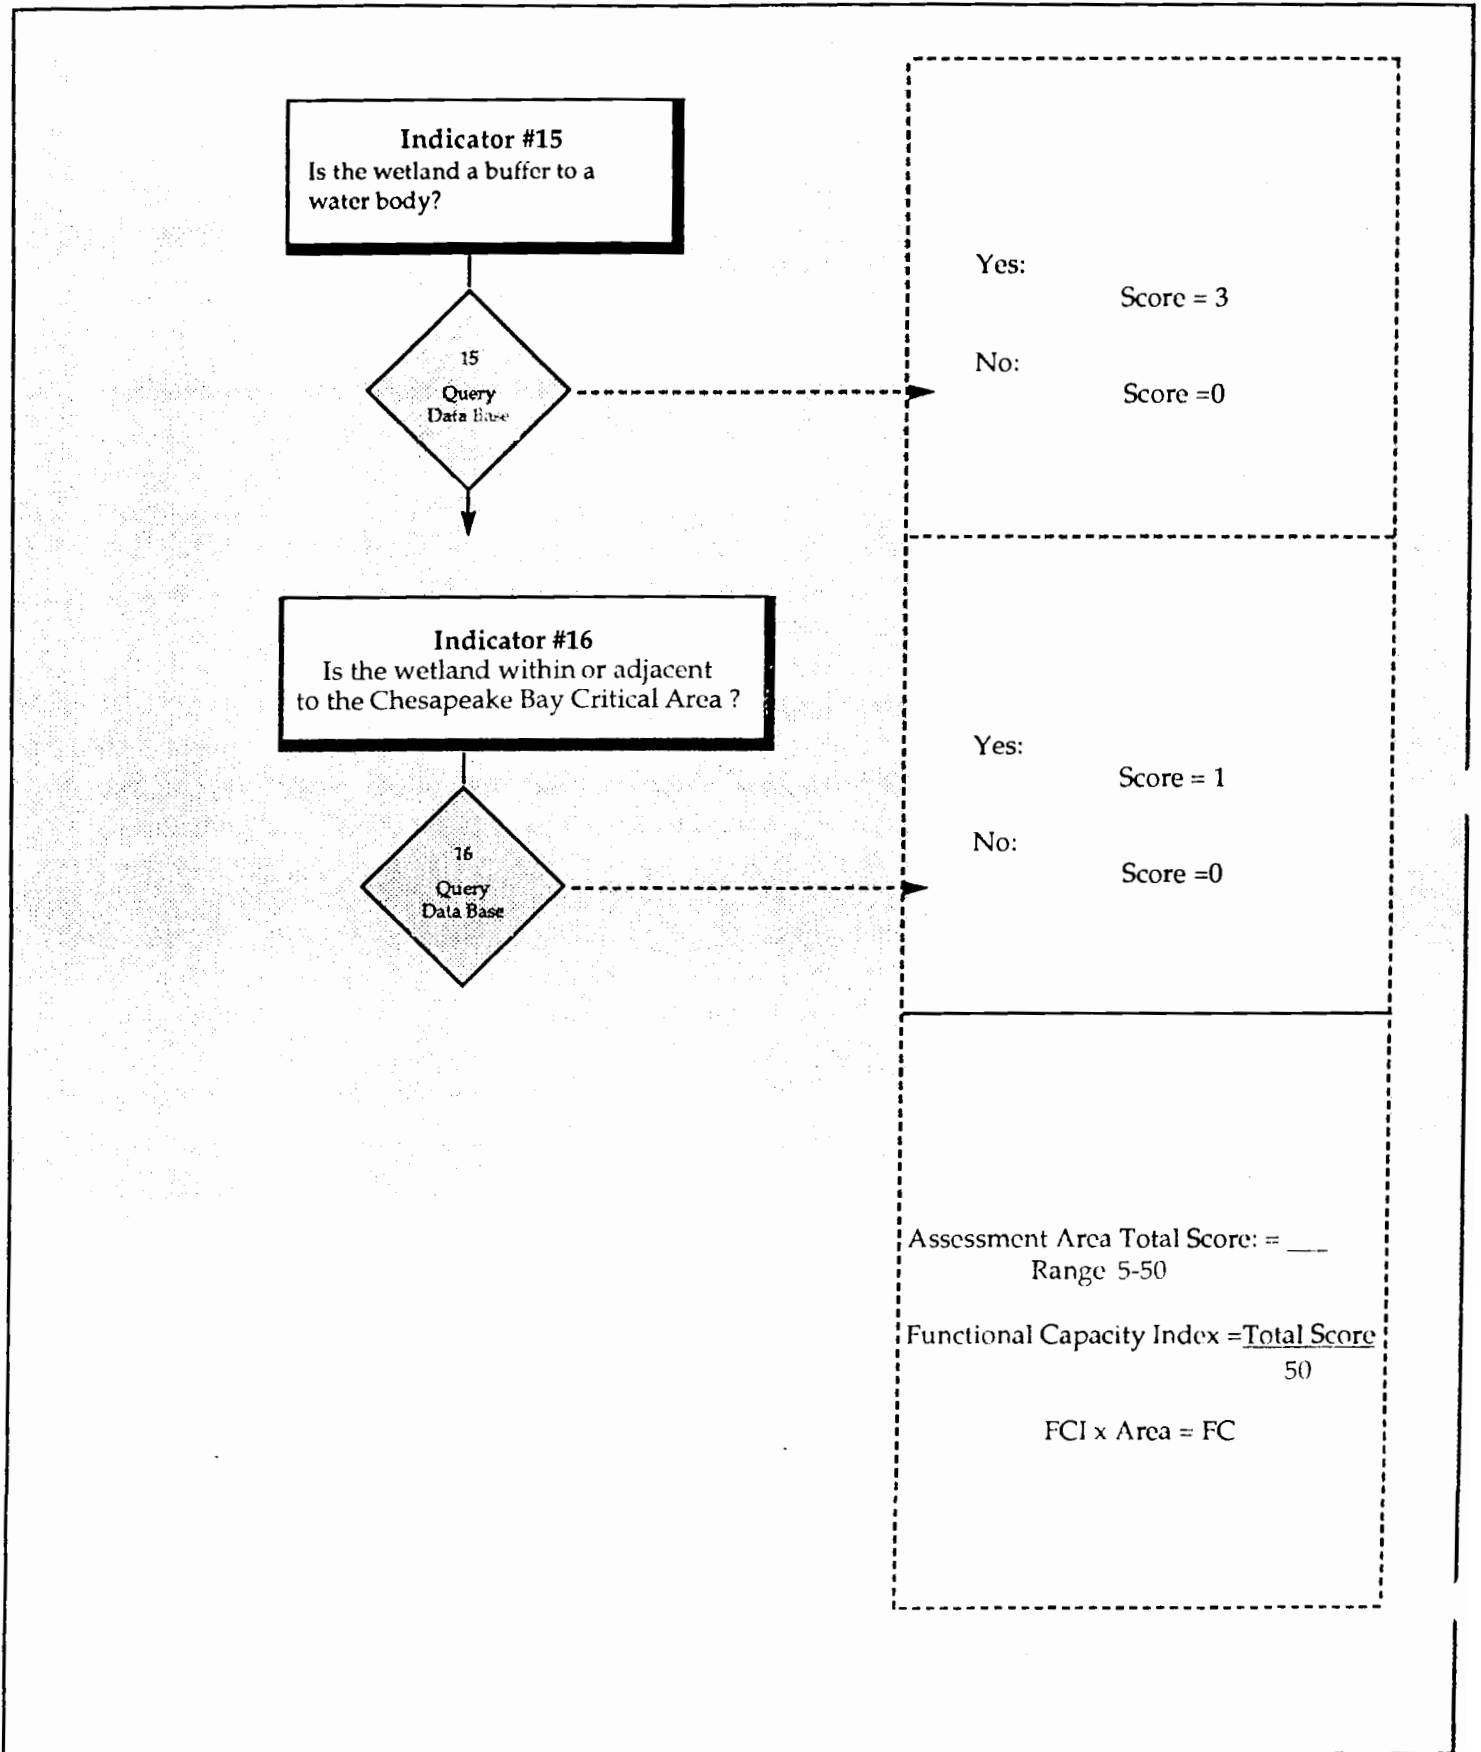 Indicator #15
Is the wetland a buffer to a
water body?
Yes:
Score = 3
15
No:
Query
Data Base
Score =0
Indicator #16
Is the wetland within or adjacent
to the Chesapeake Bay Critical Area ?
Yes:
Score = 1
No:
16
Score =0
Query
Data Base
Assessment Area Total Score: = ___
Range 5-50
Functional Capacity Index =Total Score
50
FCI x Area = FC